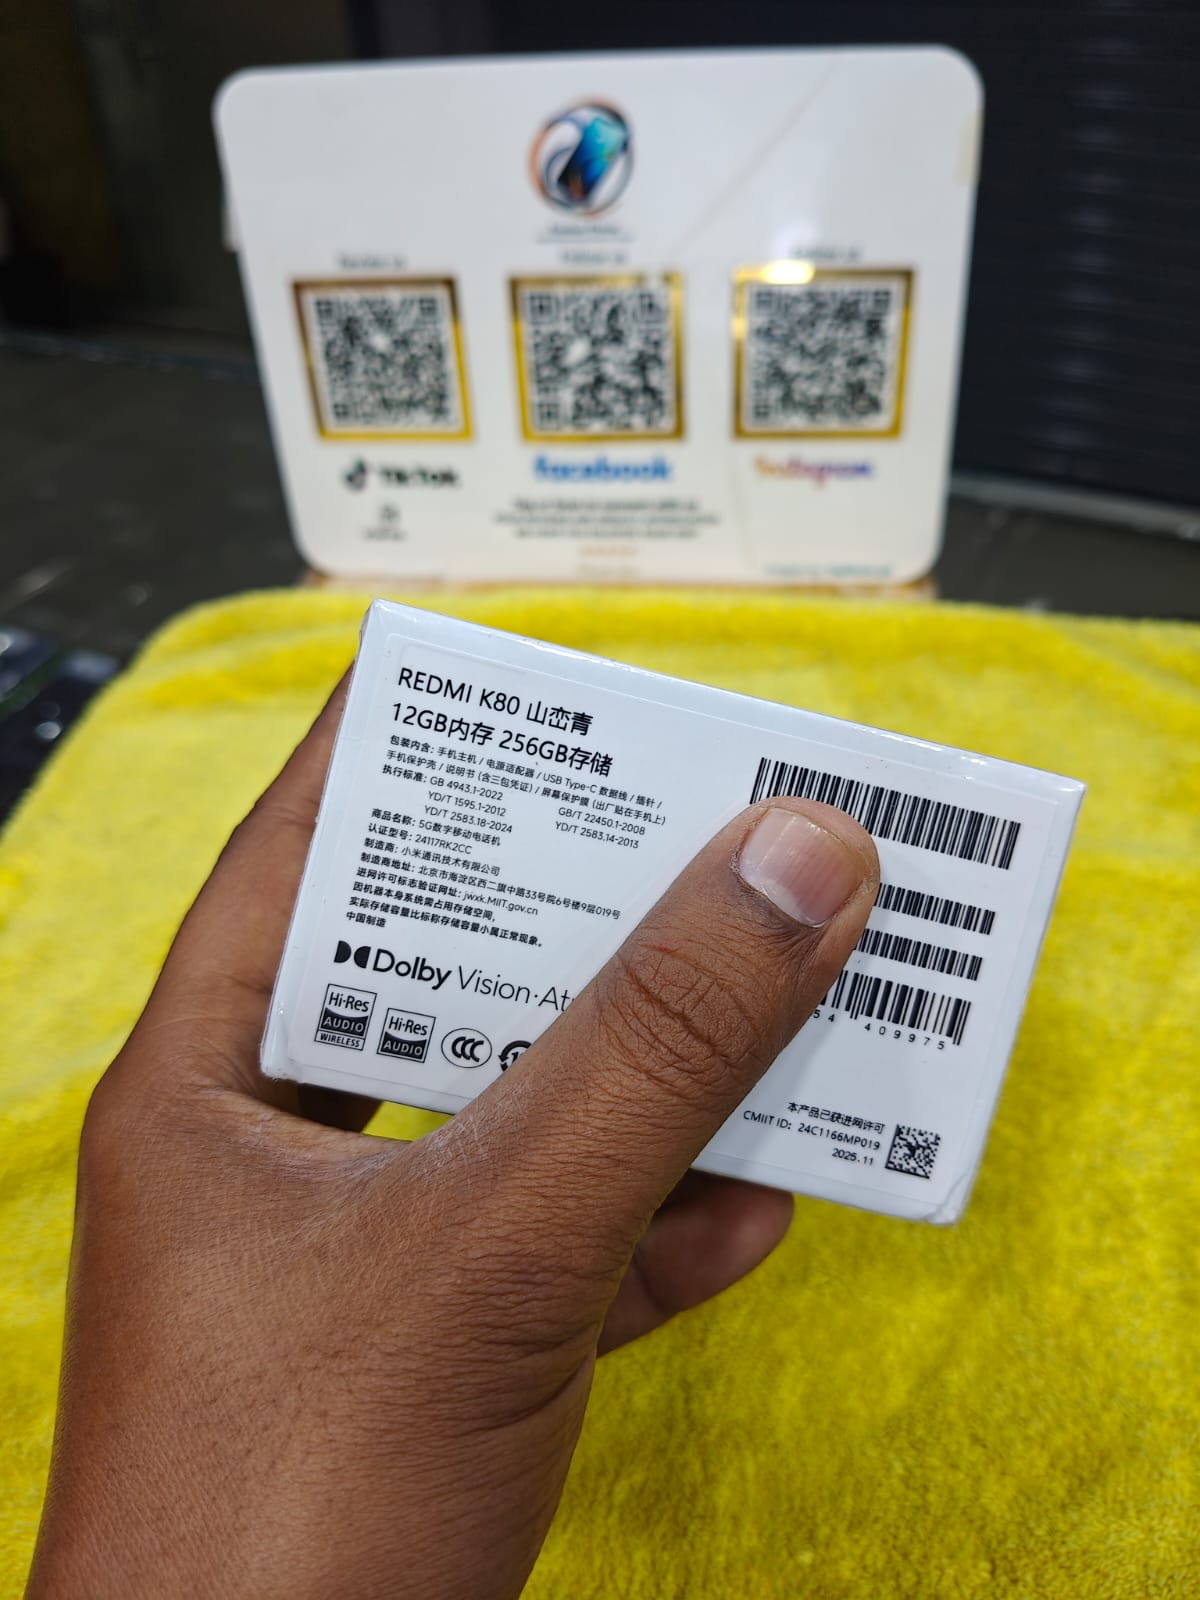 TikTok
facebook
Instagram
REDMI K80 山峦青
12GB内存 256GB存储
包装内含: 手机主机 / 电源适配器 / USB Type-C 数据线 / 插针 /
手机保护壳 / 说明书 (含三包凭证) / 屏幕保护膜 (出厂贴在手机上)
执行标准: GB 4943.1-2022 GB/T 22450.1-2008
YD/T 1595.1-2012 YD/T 2583.14-2013
YD/T 2583.18-2024
商品名称: 5G数字移动电话机
认证型号: 24117RK2CC
制造商: 小米通讯技术有限公司
制造商地址: 北京市海淀区西二旗中路33号院6号楼9层019号
进网许可标志验证网址: jwxk.MIIT.gov.cn
因机器本身系统需占用存储空间,
实际存储容量比标称存储容量小属正常现象。
中国制造
Dolby Vision·At
Hi-Res
AUDIO
WIRELESS
Hi-Res
AUDIO
CCC
54 409975
本产品已获进网许可
CMIIT ID: 24C1166MP019
2025.11